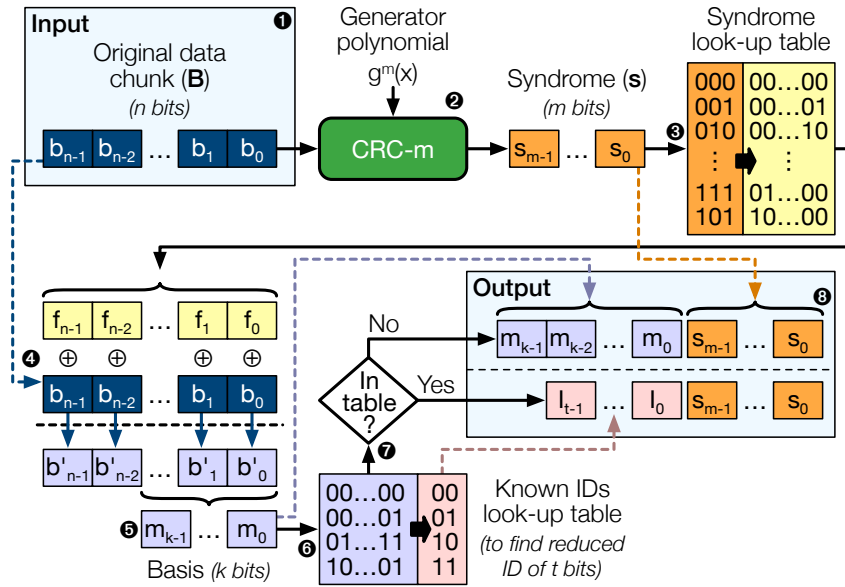 Input ❶
Original data
chunk (B)
(n bits)
b_{n-1} b_{n-2} ... b_1 b_0
Generator
polynomial
g^m(x)
❷
CRC-m
Syndrome (s)
(m bits)
s_{m-1} ... s_0
❸
Syndrome
look-up table
000 00...00
001 00...01
010 00...10
⋮ ⋮
111 01...00
101 10...00
f_{n-1} f_{n-2} ... f_1 f_0
❹ ⊕ ⊕ ⊕ ⊕
b_{n-1} b_{n-2} ... b_1 b_0
b'_{n-1} b'_{n-2} ... b'_1 b'_0
❺ m_{k-1} ... m_0
Basis (k bits)
❻
00...00 00
00...01 01
01...11 10
10...01 11
Known IDs
look-up table
(to find reduced
ID of t bits)
❼
In
table
?
No
Yes
Output ❽
m_{k-1} m_{k-2} ... m_0 s_{m-1} ... s_0
I_{t-1} ... I_0 s_{m-1} ... s_0